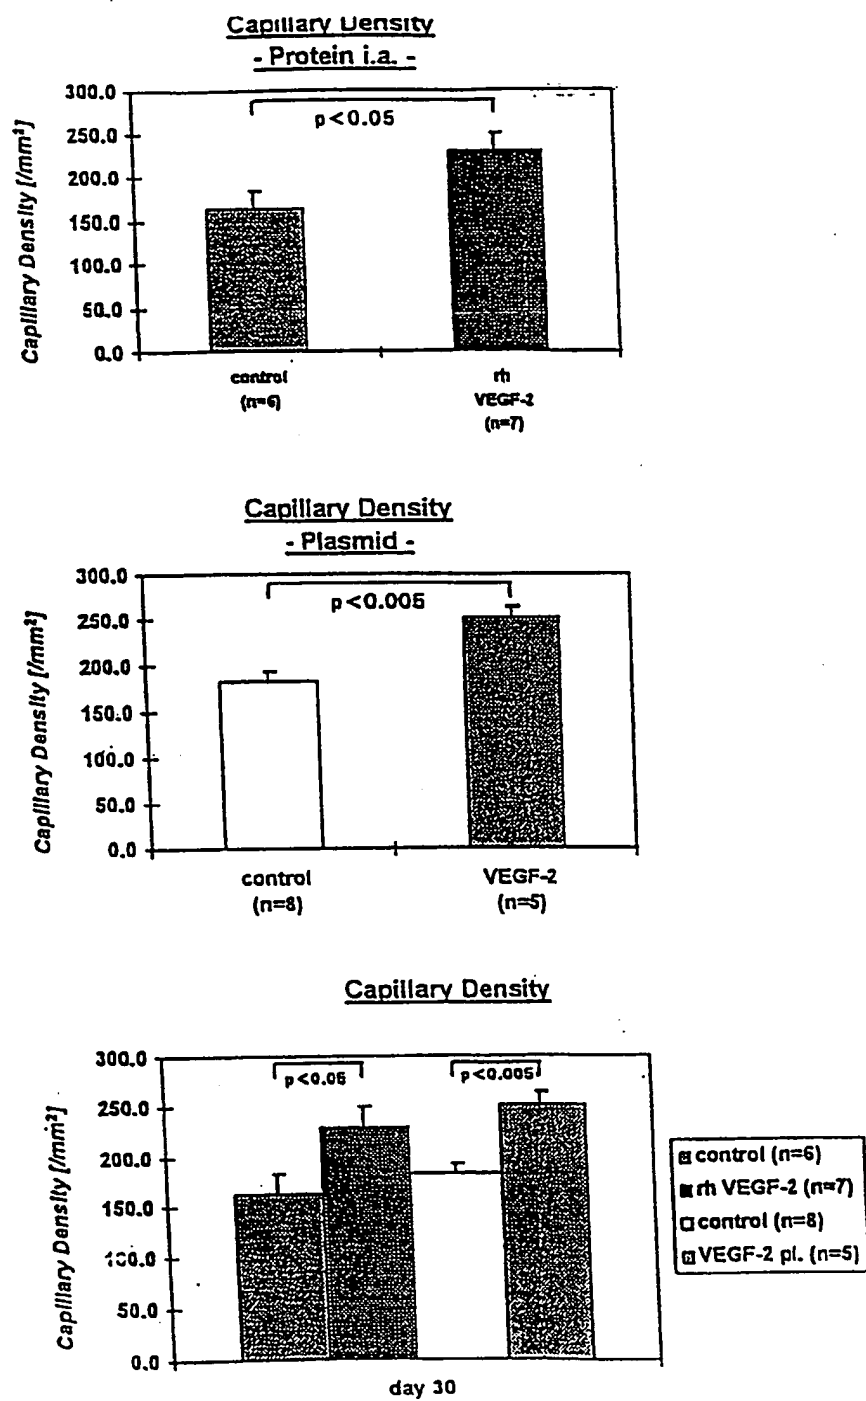 Capillary Density
- Protein i.a. -
Capillary Density [/mm²]
300.0
250.0
200.0
150.0
100.0
50.0
0.0
p<0.05
control
(n=6)
rh
VEGF-2
(n=7)
Capillary Density
- Plasmid -
Capillary Density [/mm²]
300.0
250.0
200.0
150.0
100.0
50.0
0.0
p<0.005
control
(n=8)
VEGF-2
(n=5)
Capillary Density
Capillary Density [/mm²]
300.0
250.0
200.0
150.0
100.0
50.0
0.0
p<0.05
p<0.005
day 30
control (n=6)
rh VEGF-2 (n=7)
control (n=8)
VEGF-2 pl. (n=5)